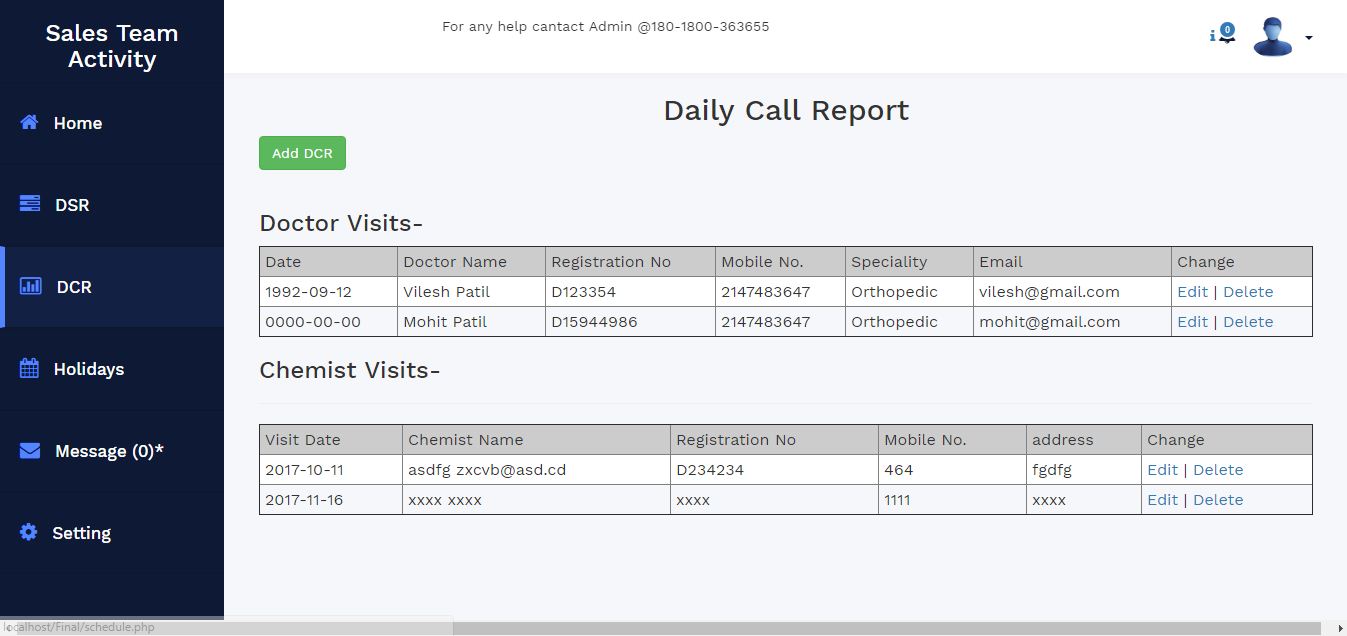 Sales Team
Activity
For any help cantact Admin @180-1800-363655
i 0
Home
DSR
DCR
Holidays
Message (0)*
Setting
Daily Call Report
Add DCR
Doctor Visits-
Date Doctor Name Registration No Mobile No. Speciality Email Change
1992-09-12 Vilesh Patil D123354 2147483647 Orthopedic vilesh@gmail.com Edit | Delete
0000-00-00 Mohit Patil D15944986 2147483647 Orthopedic mohit@gmail.com Edit | Delete
Chemist Visits-
Visit Date Chemist Name Registration No Mobile No. address Change
2017-10-11 asdfg zxcvb@asd.cd D234234 464 fgdfg Edit | Delete
2017-11-16 xxxx xxxx xxxx 1111 xxxx Edit | Delete
localhost/Final/schedule.php